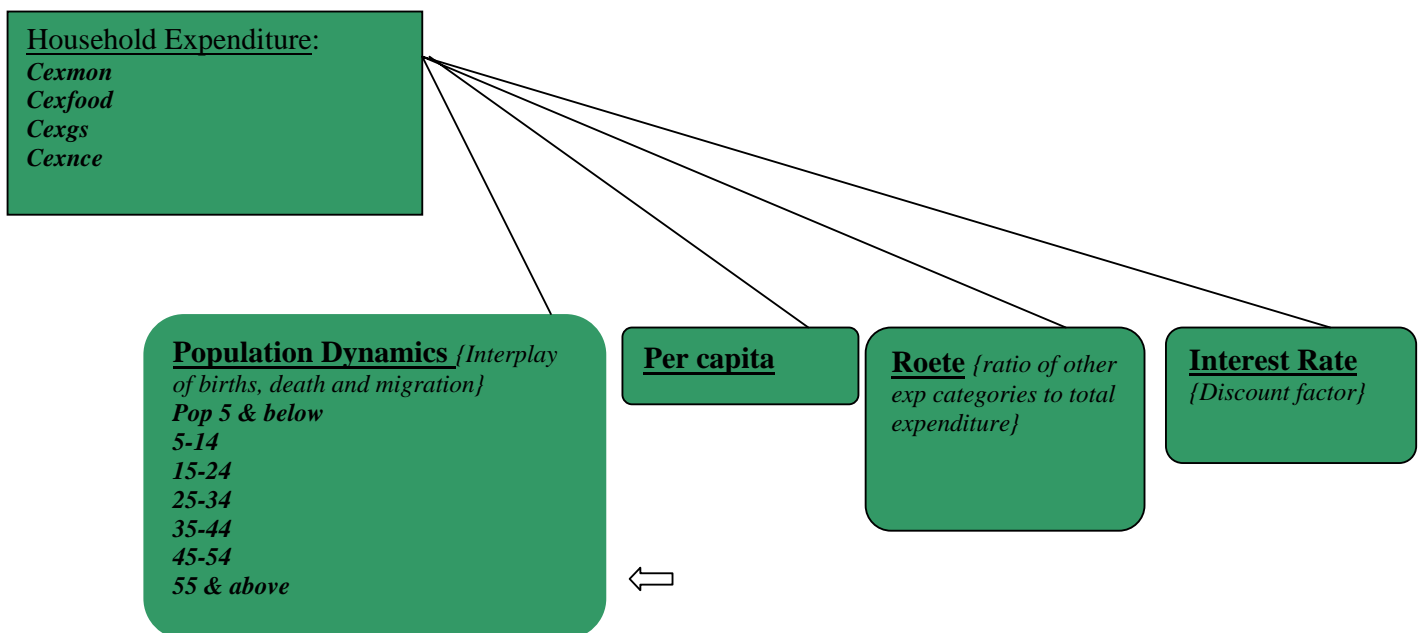 Household Expenditure:
Cexmon
Cexfood
Cexgs
Cexnce
Population Dynamics {Interplay
of births, death and migration}
Pop 5 & below
5-14
15-24
25-34
35-44
45-54
55 & above
Per capita
Roete {ratio of other
exp categories to total
expenditure}
Interest Rate
{Discount factor}